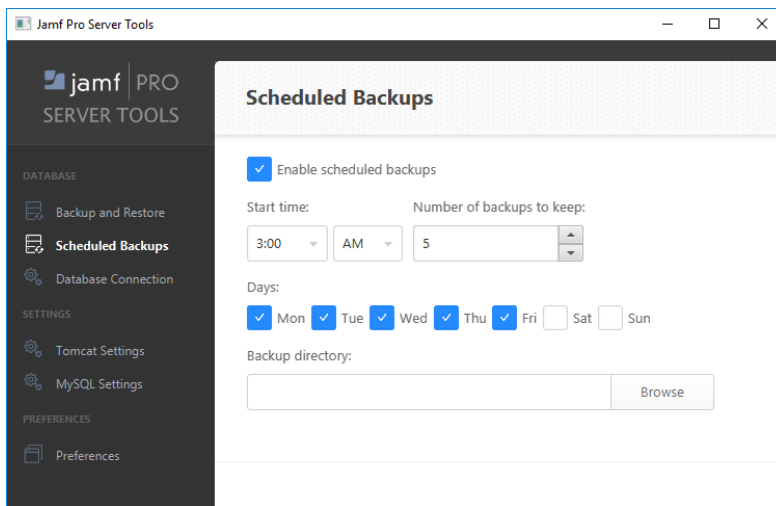 Jamf Pro Server Tools
jamf PRO
SERVER TOOLS
DATABASE
Backup and Restore
Scheduled Backups
Database Connection
SETTINGS
Tomcat Settings
MySQL Settings
PREFERENCES
Preferences
Scheduled Backups
Enable scheduled backups
Start time: Number of backups to keep:
3:00 AM 5
Days:
Mon Tue Wed Thu Fri Sat Sun
Backup directory:
Browse